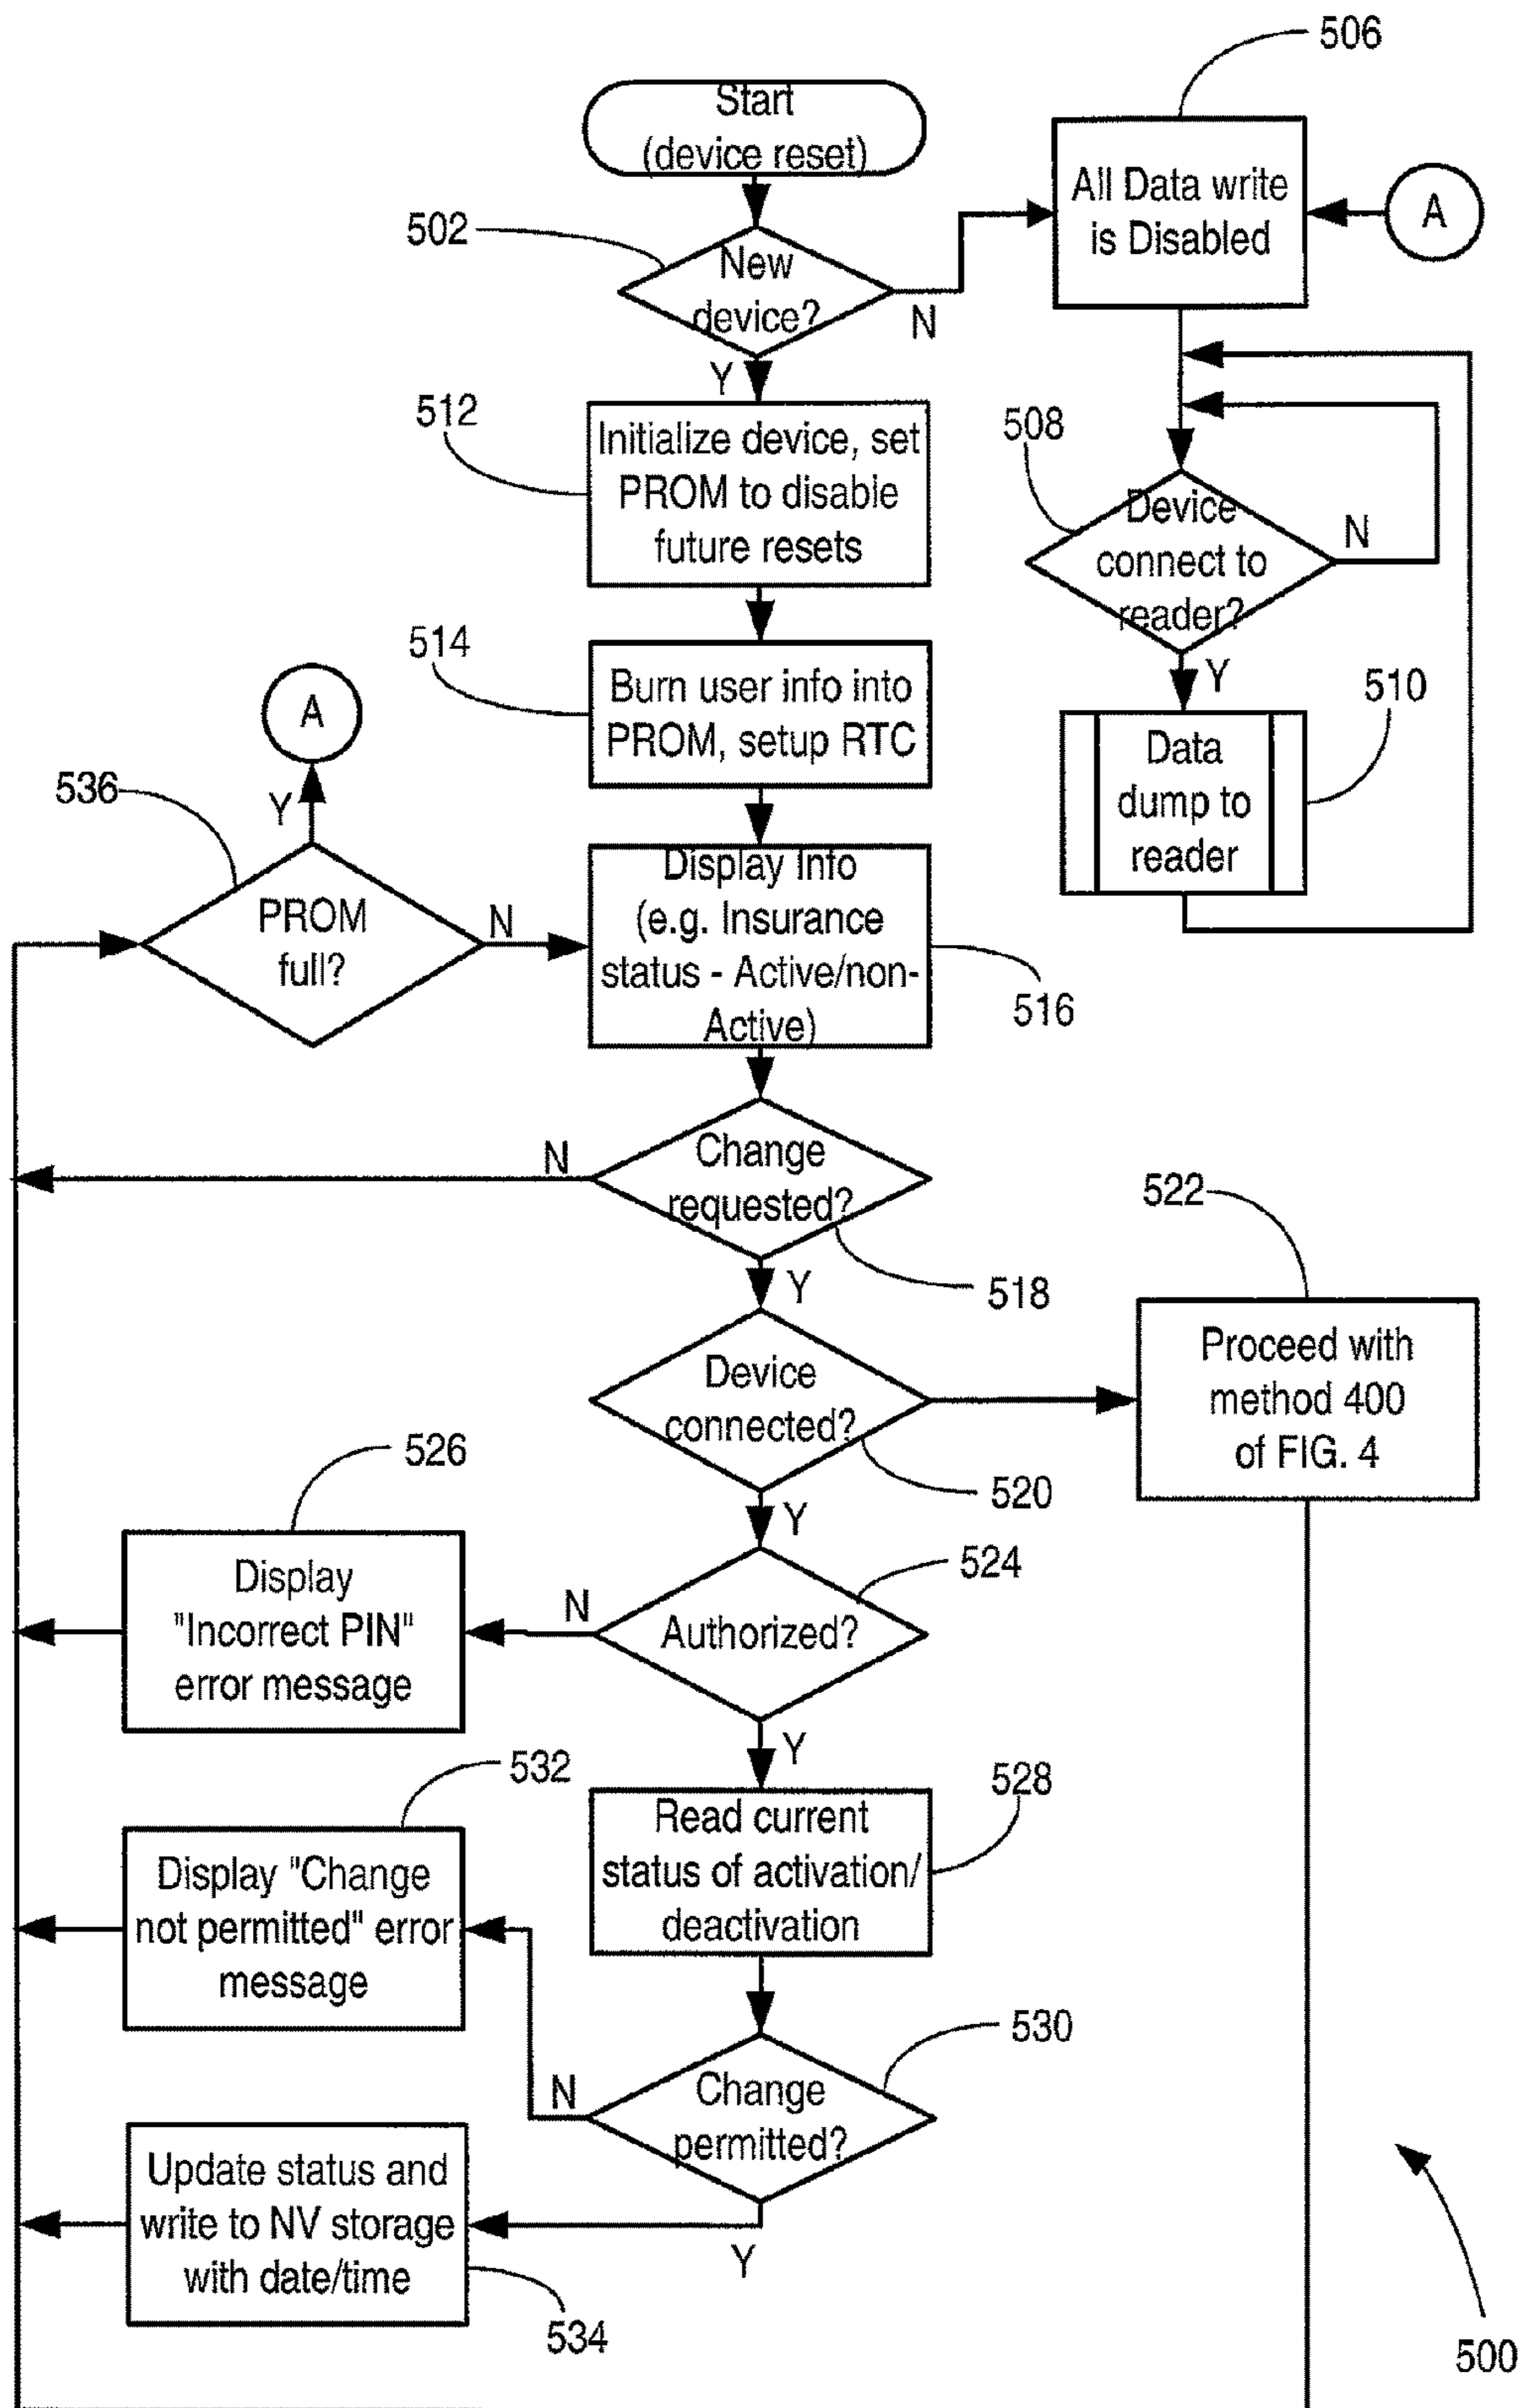 506
Start
(device reset)
All Data write
is Disabled
A
502
New
device?
N
Y
512
Initialize device, set
PROM to disable
future resets
508
Device
connect to
reader?
N
Y
514
Burn user info into
PROM, setup RTC
510
Data
dump to
reader
A
536
Y
PROM
full?
N
Display Info
(e.g. Insurance
status - Active/non-
Active)
516
N
Change
requested?
518
Y
522
Proceed with
method 400
of FIG. 4
Device
connected?
520
Y
526
Display
"Incorrect PIN"
error message
N
524
Authorized?
Y
532
Display "Change
not permitted" error
message
528
Read current
status of activation/
deactivation
530
N
Change
permitted?
Y
Update status and
write to NV storage
with date/time
534
500